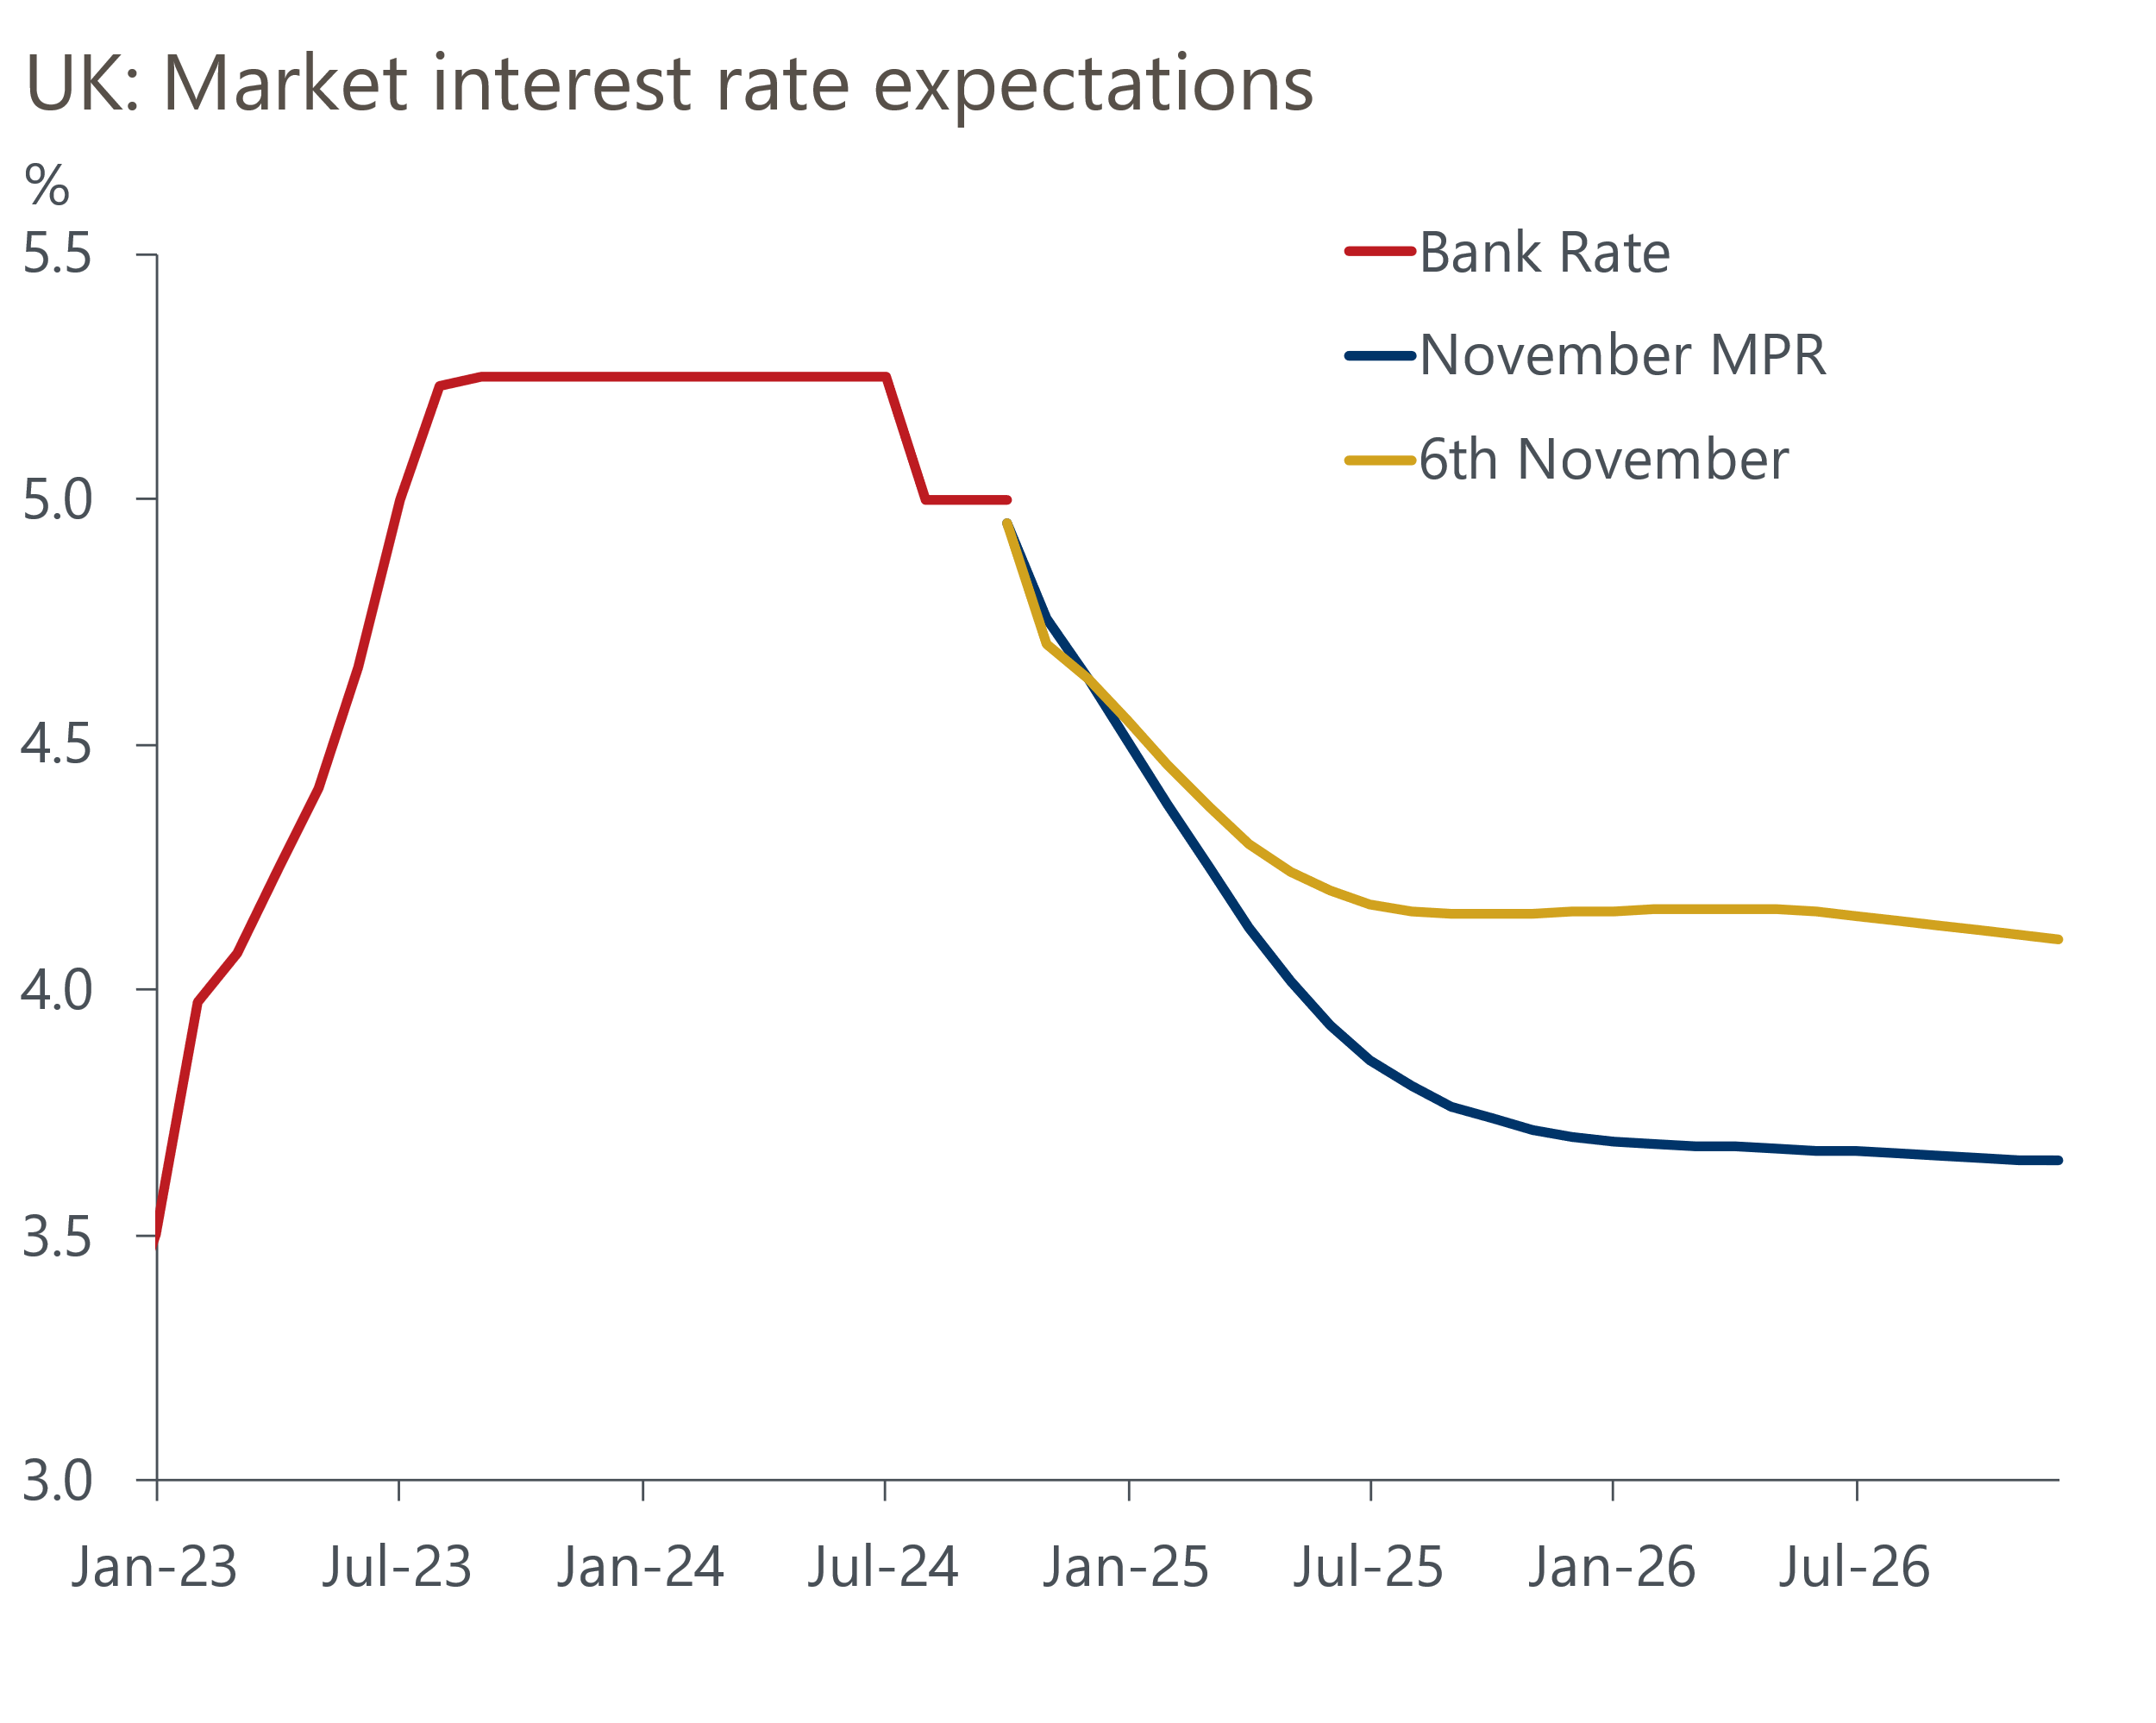 UK: Market interest rate expectations
%
5.5
5.0
4.5
4.0
3.5
3.0
Bank Rate
November MPR
6th November
Jan-23 Jul-23 Jan-24 Jul-24 Jan-25 Jul-25 Jan-26 Jul-26